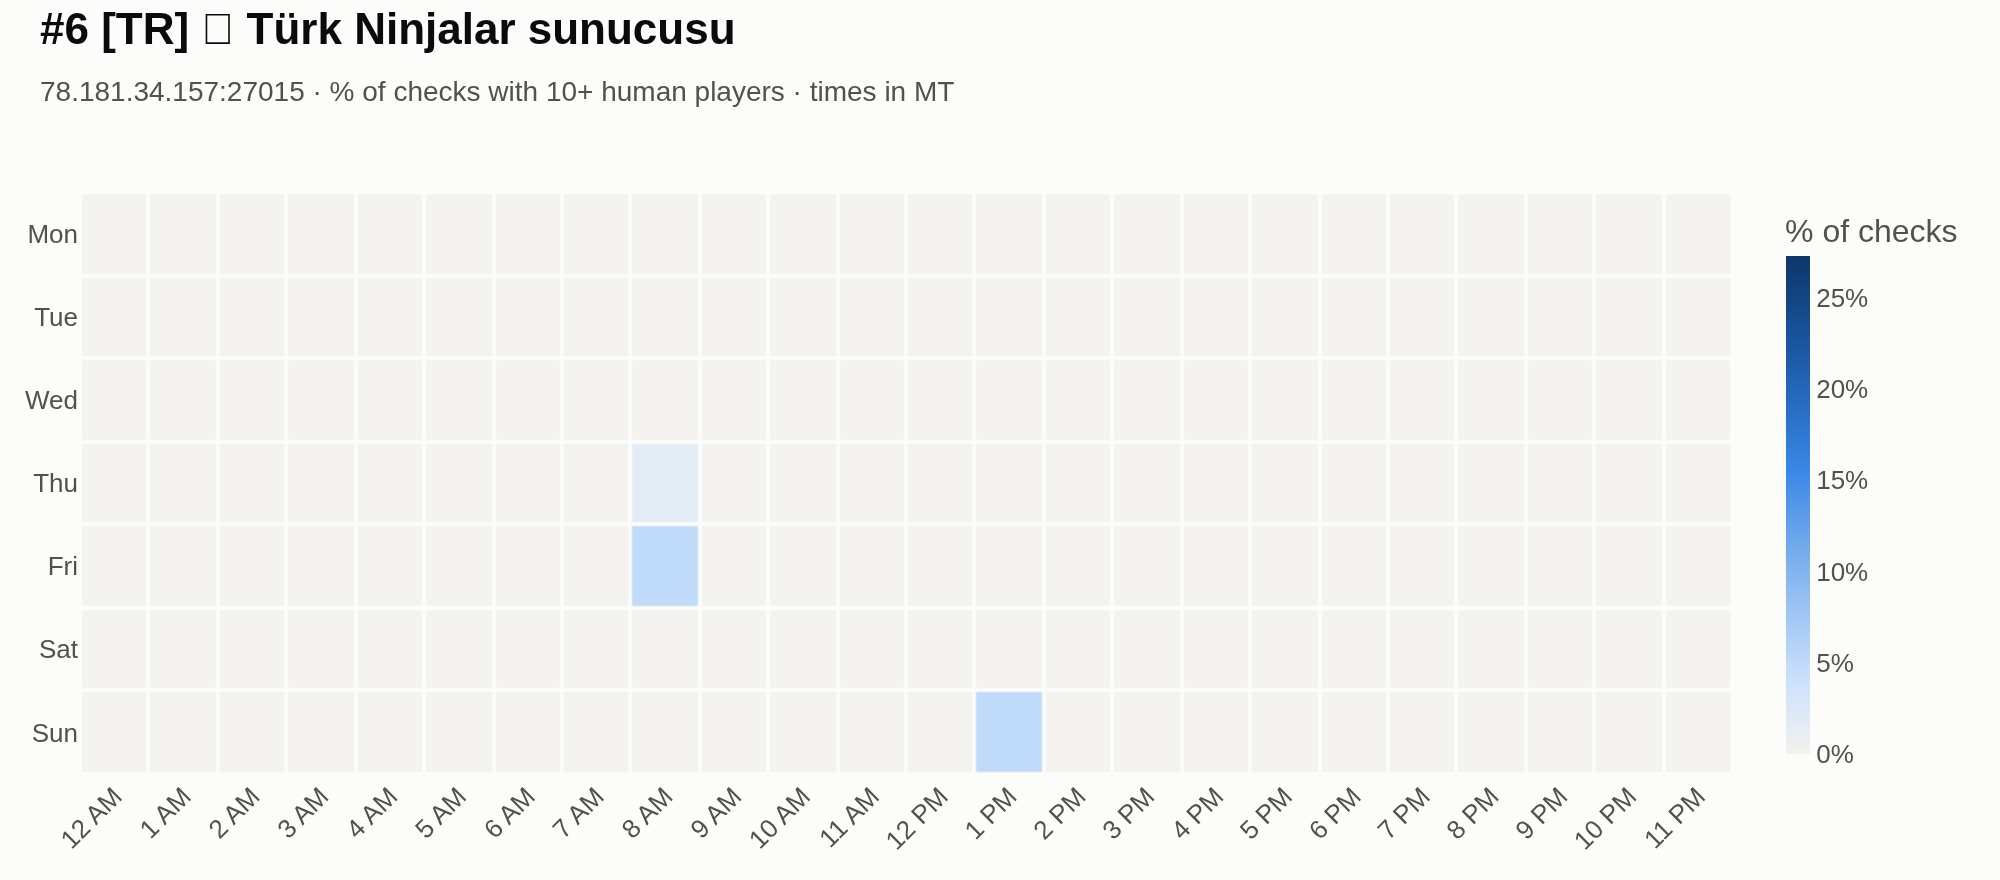 #6 [TR] □ Türk Ninjalar sunucusu
78.181.34.157:27015 · % of checks with 10+ human players · times in MT
% of checks
Mon
Tue
Wed
Thu
Fri
Sat
Sun
25%
20%
15%
10%
5%
0%
12 AM 1 AM 2 AM 3 AM 4 AM 5 AM 6 AM 7 AM 8 AM 9 AM 10 AM 11 AM 12 PM 1 PM 2 PM 3 PM 4 PM 5 PM 6 PM 7 PM 8 PM 9 PM 10 PM 11 PM